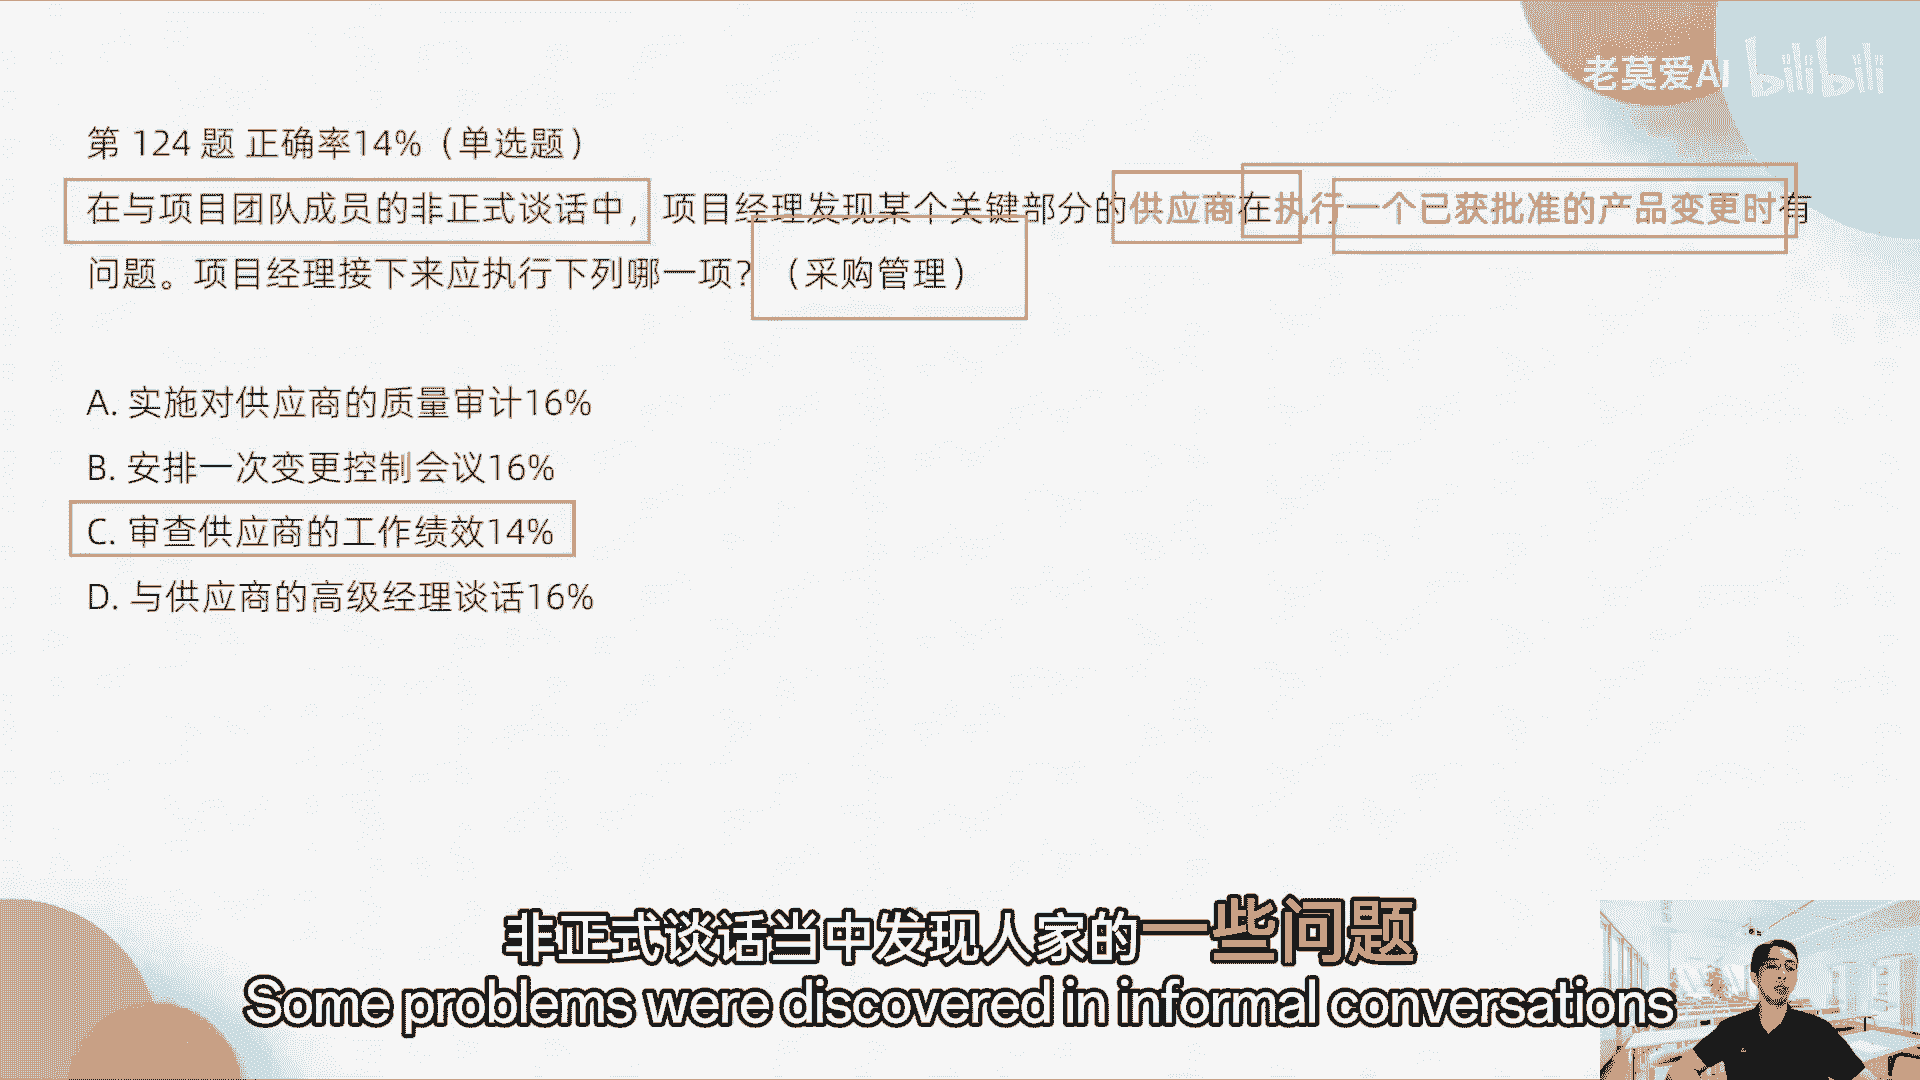 老莫爱AI bilibili
第 124 题 正确率14%（单选题）
在与项目团队成员的非正式谈话中，项目经理发现某个关键部分的供应商在执行一个已获批准的产品变更时有
问题。项目经理接下来应执行下列哪一项？（采购管理）
A. 实施对供应商的质量审计16%
B. 安排一次变更控制会议16%
C. 审查供应商的工作绩效14%
D. 与供应商的高级经理谈话16%
非正式谈话当中发现人家的一些问题
Some problems were discovered in informal conversations